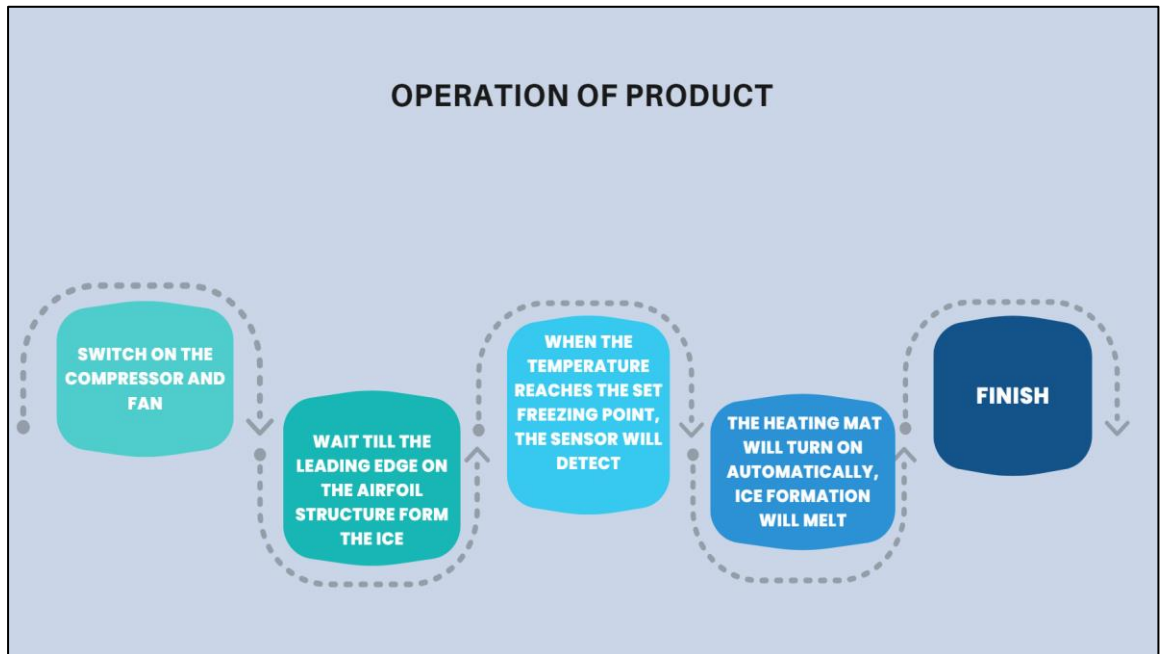 OPERATION OF PRODUCT
SWITCH ON THE
COMPRESSOR AND
FAN
WAIT TILL THE
LEADING EDGE ON
THE AIRFOIL
STRUCTURE FORM
THE ICE
WHEN THE
TEMPERATURE
REACHES THE SET
FREEZING POINT,
THE SENSOR WILL
DETECT
THE HEATING MAT
WILL TURN ON
AUTOMATICALLY,
ICE FORMATION
WILL MELT
FINISH